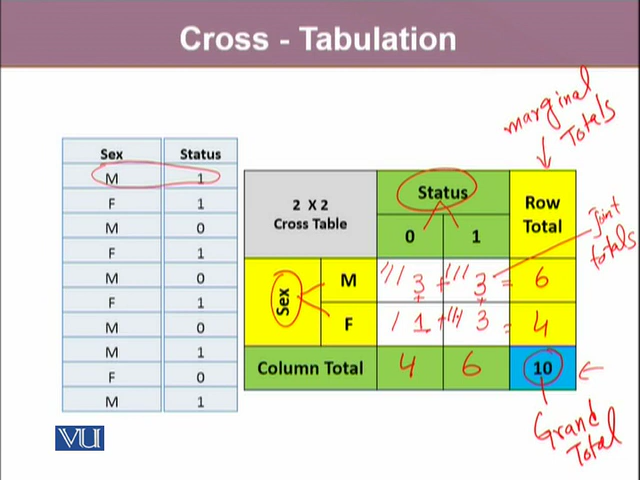 Cross - Tabulation
marginal
Totals
Sex Status
M 1
F 1
M 0
F 1
M 0
F 1
M 0
M 1
F 0
M 1
2 X 2
Cross Table
Status
0 1
Row
Total
joint
totals
Sex
M 3 + 3 = 6
F 1 + 3 = 4
Column Total 4 6 10
Grand
Total
VU